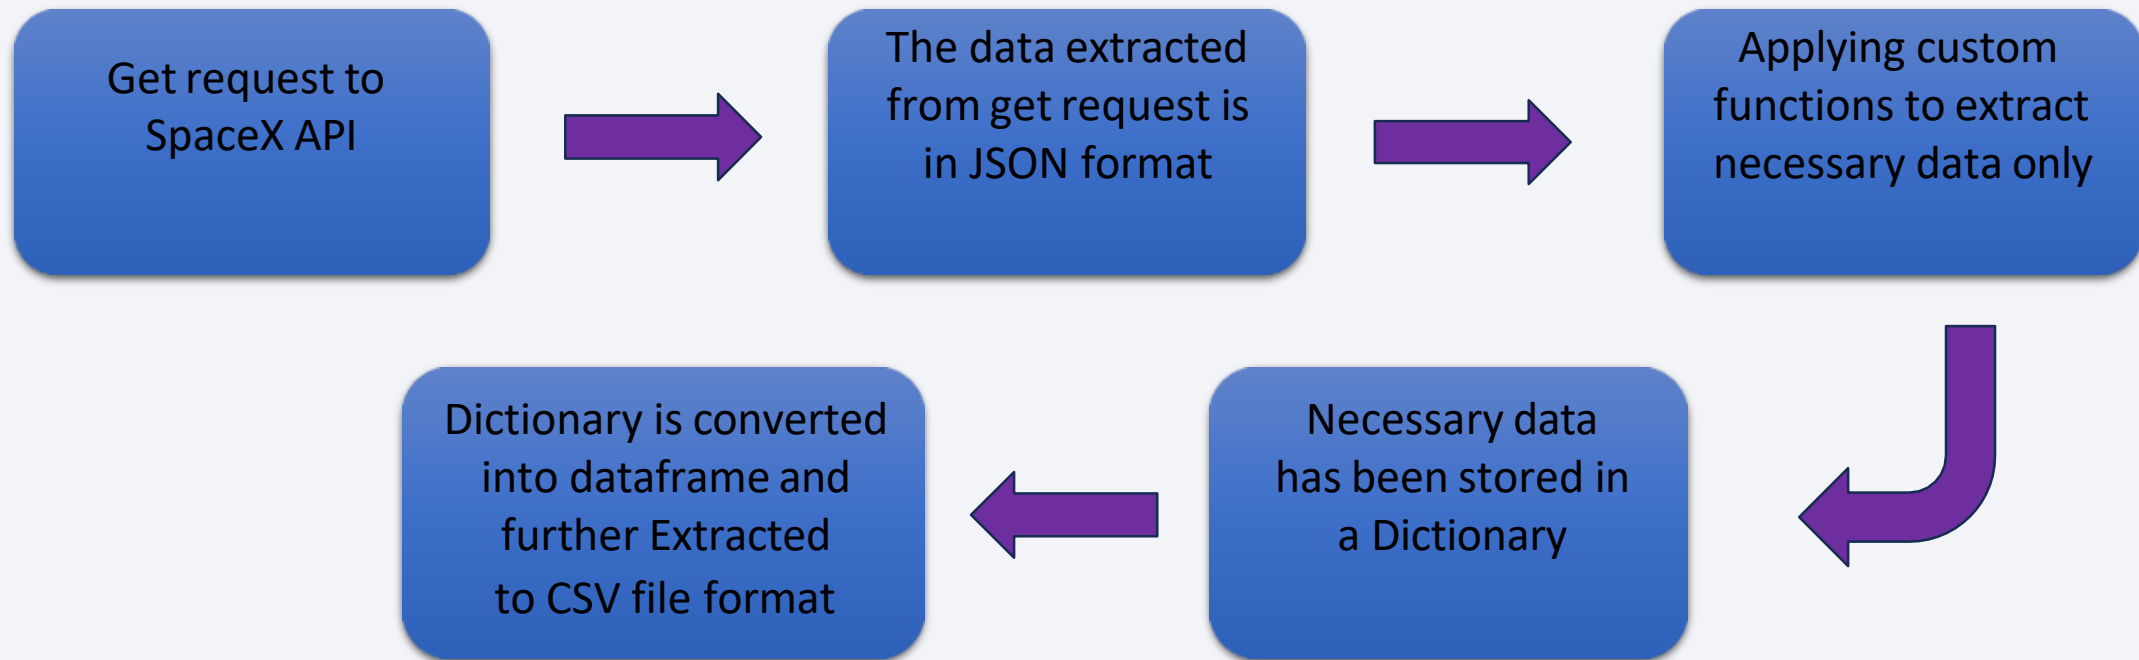 Get request to
SpaceX API
The data extracted
from get request is
in JSON format
Applying custom
functions to extract
necessary data only
Necessary data
has been stored in
a Dictionary
Dictionary is converted
into dataframe and
further Extracted
to CSV file format